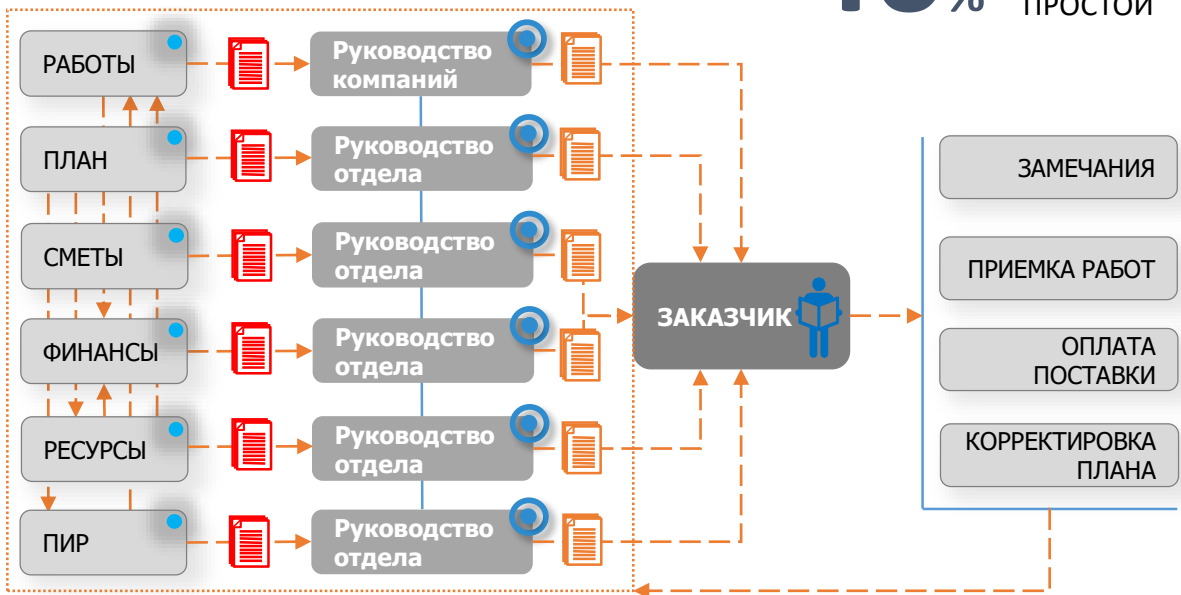 %
ПРОСТОЙ
РАБОТЫ
Руководство
компаний
ПЛАН
Руководство
отдела
ЗАМЕЧАНИЯ
СМЕТЫ
Руководство
отдела
ПРИЕМКА РАБОТ
ЗАКАЗЧИК
ФИНАНСЫ
Руководство
отдела
ОПЛАТА
ПОСТАВКИ
РЕСУРСЫ
Руководство
отдела
КОРРЕКТИРОВКА
ПЛАНА
ПИР
Руководство
отдела